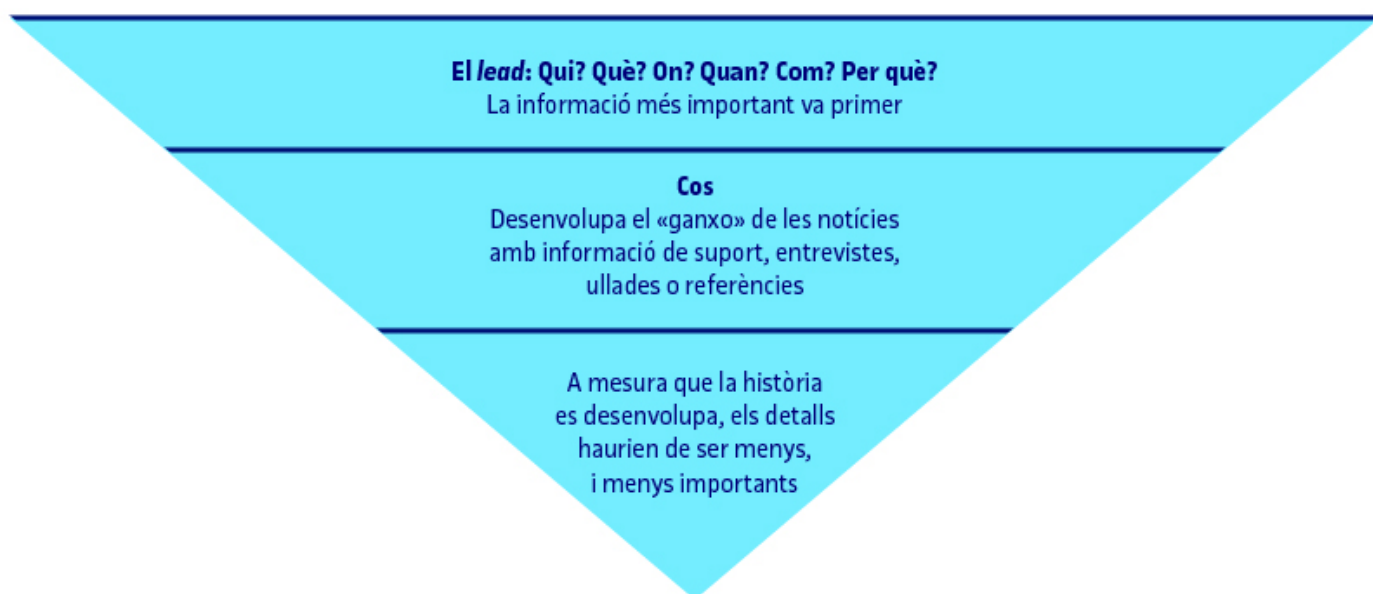 El lead: Qui? Què? On? Quan? Com? Per què?
La informació més important va primer
Cos
Desenvolupa el «ganxo» de les notícies
amb informació de suport, entrevistes,
ullades o referències
A mesura que la història
es desenvolupa, els detalls
haurien de ser menys,
i menys importants